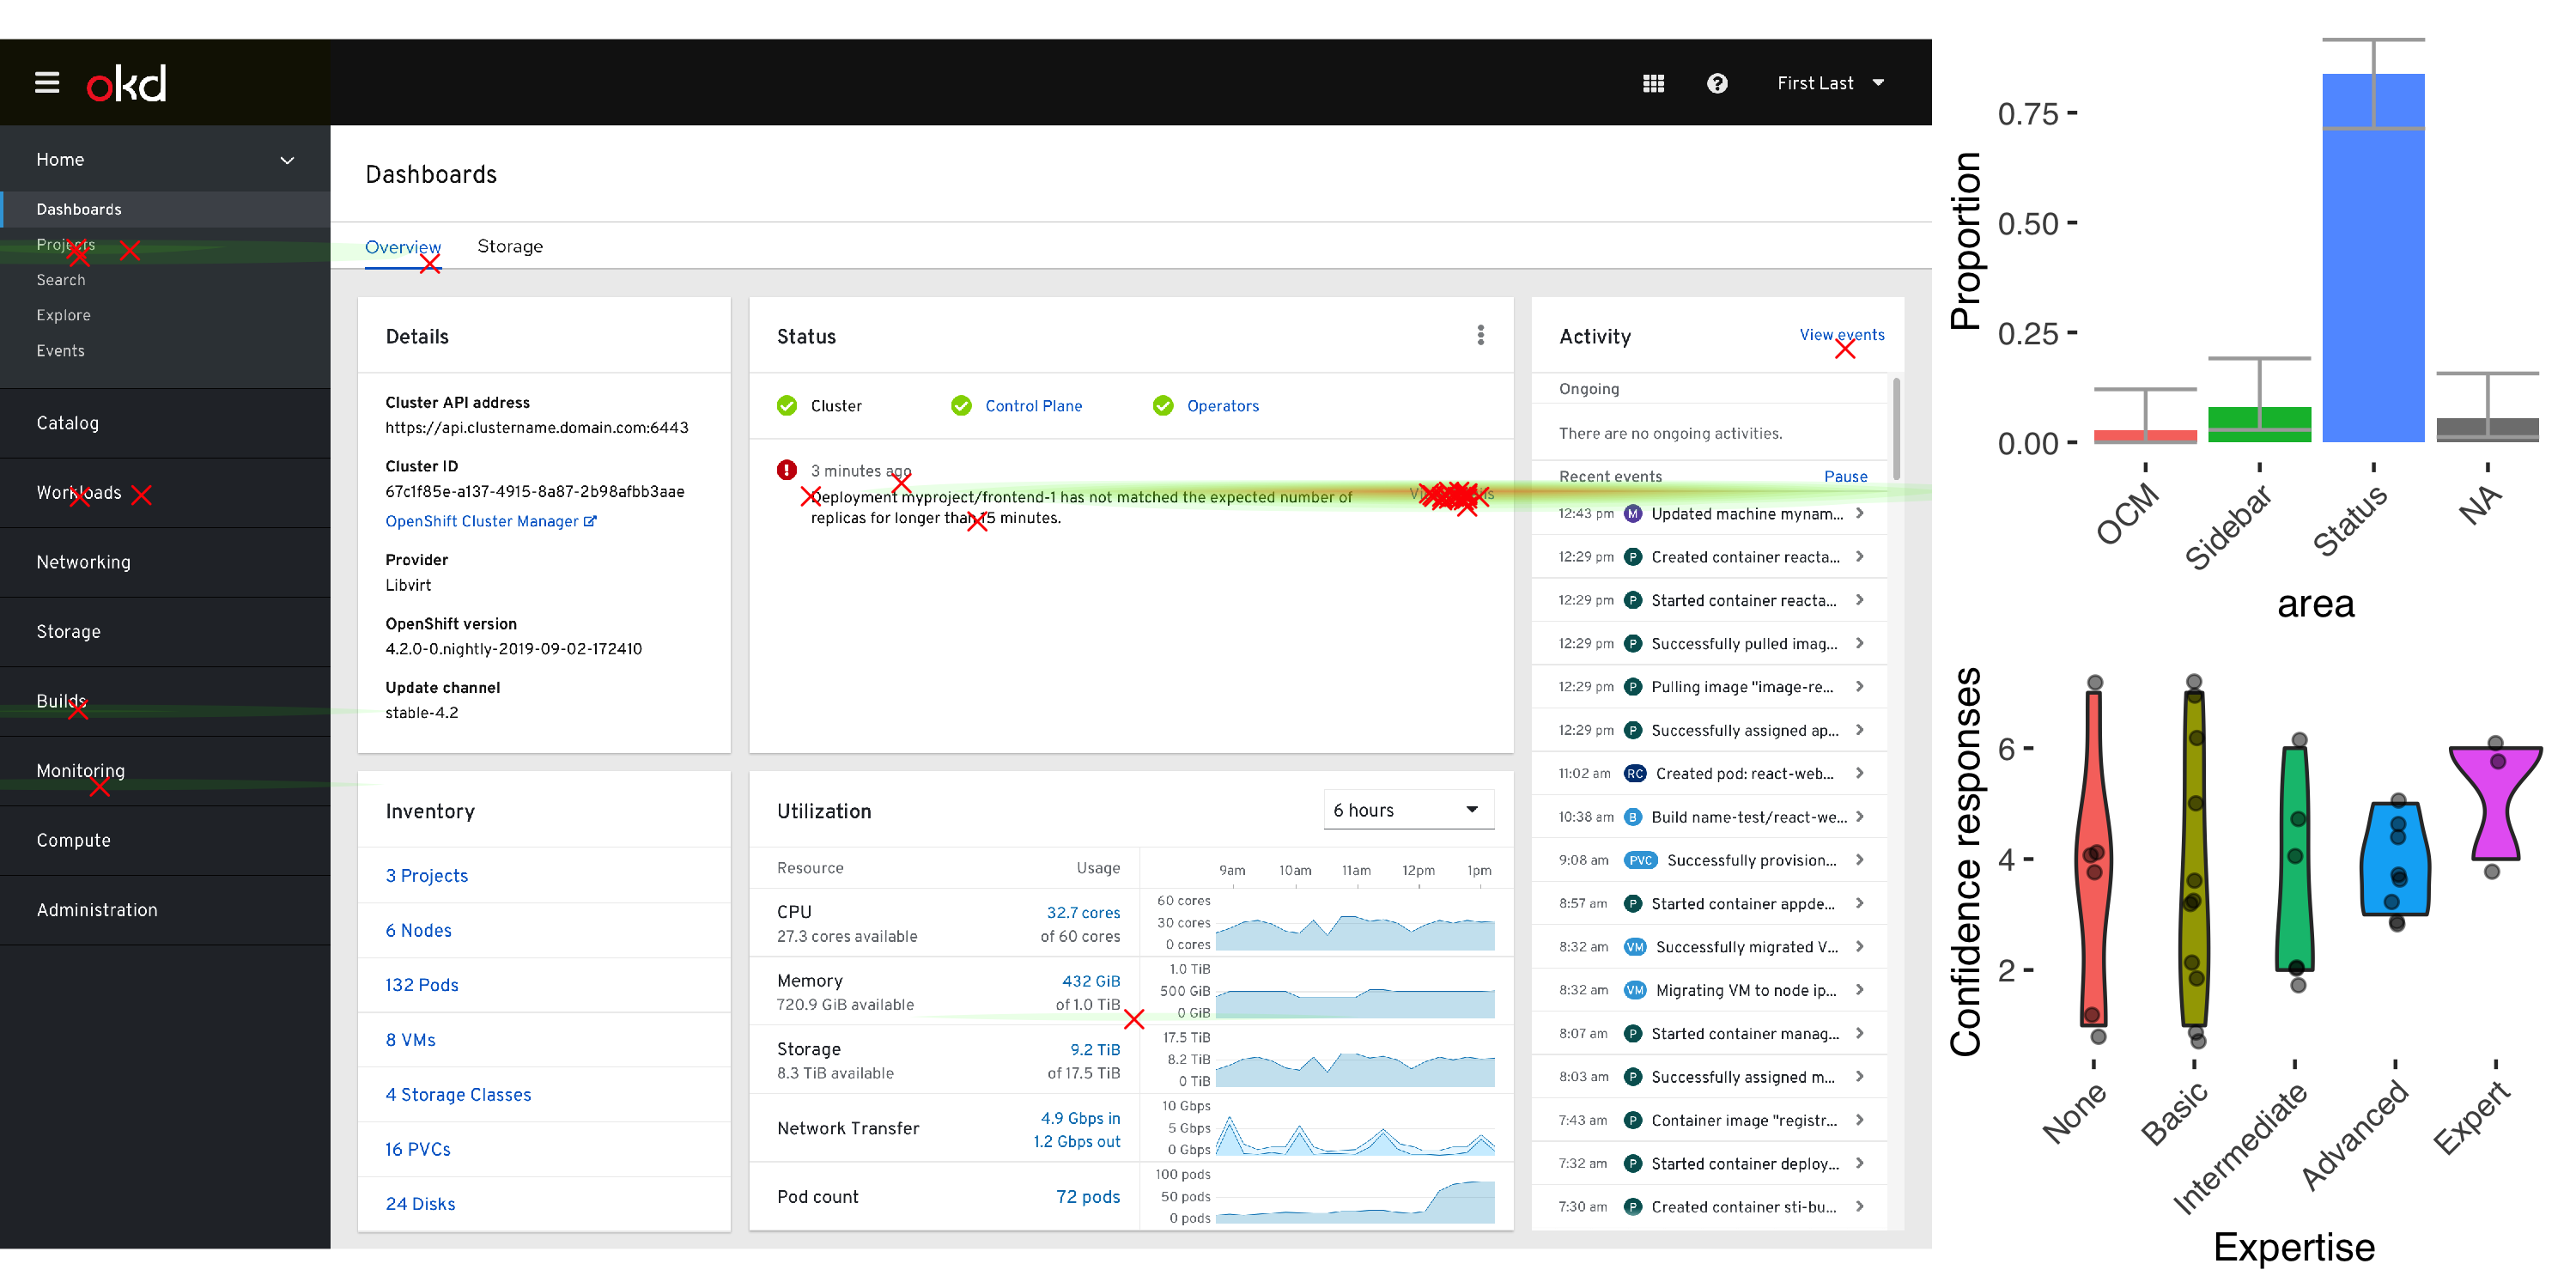 okd
First Last
Home
Dashboards
Projects
Search
Explore
Events
Catalog
Workloads
Networking
Storage
Builds
Monitoring
Compute
Administration
Dashboards
Overview
Storage
Details
Cluster API address
https://api.clustername.domain.com:6443
Cluster ID
67c1f85e-a137-4915-8a87-2b98afbb3aae
OpenShift Cluster Manager
Provider
Libvirt
OpenShift version
4.2.0-0.nightly-2019-09-02-172410
Update channel
stable-4.2
Inventory
3 Projects
6 Nodes
132 Pods
8 VMs
4 Storage Classes
16 PVCs
24 Disks
Status
Cluster
Control Plane
Operators
3 minutes ago
Deployment myproject/frontend-1 has not matched the expected number of
replicas for longer than 15 minutes.
Utilization
6 hours
Resource
Usage
9am 10am 11am 12pm 1pm
CPU
27.3 cores available
32.7 cores
of 60 cores
60 cores
30 cores
0 cores
Memory
720.9 GiB available
432 GiB
of 1.0 TiB
1.0 TiB
500 GiB
0 GiB
Storage
8.3 TiB available
9.2 TiB
of 17.5 TiB
17.5 TiB
8.2 TiB
0 TiB
Network Transfer
4.9 Gbps in
1.2 Gbps out
10 Gbps
5 Gbps
0 Gbps
Pod count
72 pods
100 pods
50 pods
0 pods
Activity
View events
Ongoing
There are no ongoing activities.
Recent events
Pause
12:43 pm M Updated machine mynam...
12:29 pm P Created container reacta...
12:29 pm P Started container reacta...
12:29 pm P Successfully pulled imag...
12:29 pm P Pulling image "image-re...
12:29 pm P Successfully assigned ap...
11:02 am RC Created pod: react-web...
10:38 am B Build name-test/react-we...
9:08 am PVC Successfully provision...
8:57 am P Started container appde...
8:32 am VM Successfully migrated V...
8:32 am VM Migrating VM to node ip...
8:07 am P Started container manag...
8:03 am P Successfully assigned m...
7:43 am P Container image "registr...
7:32 am P Started container deploy...
7:30 am P Created container sti-bu...
Proportion
0.75
0.50
0.25
0.00
OCM
Sidebar
Status
NA
area
Confidence responses
6
4
2
None
Basic
Intermediate
Advanced
Expert
Expertise